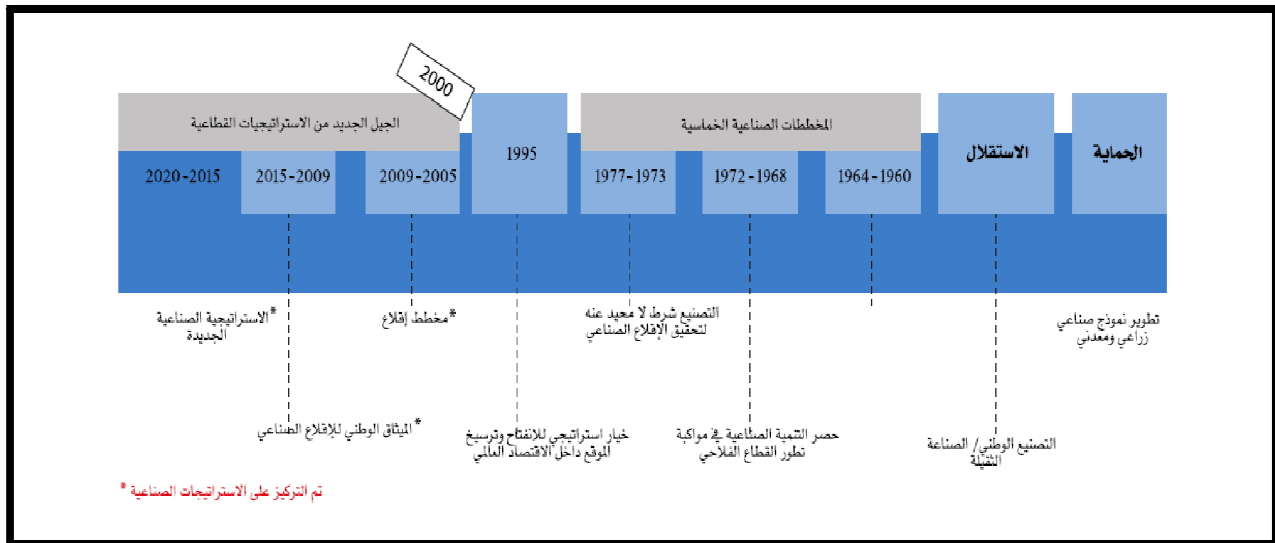 2000
الجيل الجديد من الاستراتيجيات القطاعية
المخططات الصناعية الخماسية
الحماية
الاستقلال
1964-1960
1972-1968
1977-1973
1995
2009-2005
2015-2009
2020-2015
تطوير نموذج صناعي
زراعي ومعدني
التصنيع الوطني/ الصناعة
الثقيلة
حصر التنمية الصناعية في مواكبة
تطور القطاع الفلاحي
التصنيع شرط لا محيد عنه
لتحقيق الإقلاع الصناعي
خيار استراتيجي للانفتاح وترسيخ
الموقع داخل الاقتصاد العالمي
*مخطط إقلاع
* الميثاق الوطني للإقلاع الصناعي
*الاستراتيجية الصناعية
الجديدة
تم التركيز على الاستراتيجات الصناعية *